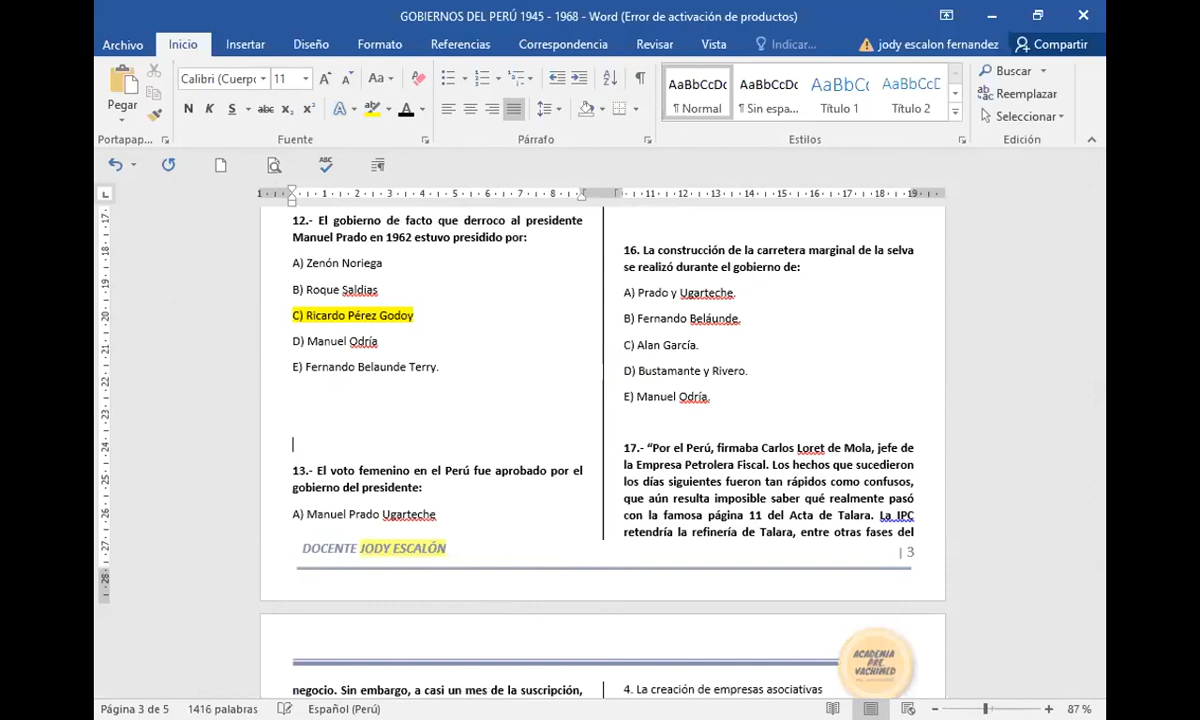 GOBIERNOS DEL PERÚ 1945 - 1968 - Word (Error de activación de productos)
Archivo Inicio Insertar Diseño Formato Referencias Correspondencia Revisar Vista Indicar... jody escalon fernandez Compartir
Calibri (Cuerpo 11
AaBbCcDc AaBbCcDc AaBbCc AaBbCcD
Pegar
N K S abc x₂ x² A A
¶ Normal ¶ Sin espa... Título 1 Título 2
Buscar
Reemplazar
Seleccionar
Portapap... Fuente Párrafo Estilos Edición
12.- El gobierno de facto que derroco al presidente
Manuel Prado en 1962 estuvo presidido por:
A) Zenón Noriega
B) Roque Saldias
C) Ricardo Pérez Godoy
D) Manuel Odría
E) Fernando Belaunde Terry.
13.- El voto femenino en el Perú fue aprobado por el
gobierno del presidente:
A) Manuel Prado Ugarteche
16. La construcción de la carretera marginal de la selva
se realizó durante el gobierno de:
A) Prado y Ugarteche.
B) Fernando Beláunde.
C) Alan García.
D) Bustamante y Rivero.
E) Manuel Odría.
17.- “Por el Perú, firmaba Carlos Loret de Mola, jefe de
la Empresa Petrolera Fiscal. Los hechos que sucedieron
los días siguientes fueron tan rápidos como confusos,
que aún resulta imposible saber qué realmente pasó
con la famosa página 11 del Acta de Talara. La IPC
retendría la refinería de Talara, entre otras fases del
DOCENTE JODY ESCALÓN
| 3
ACADEMIA
PRE
VACHIMED
negocio. Sin embargo, a casi un mes de la suscripción,
4. La creación de empresas asociativas
Página 3 de 5 1416 palabras Español (Perú) 87 %